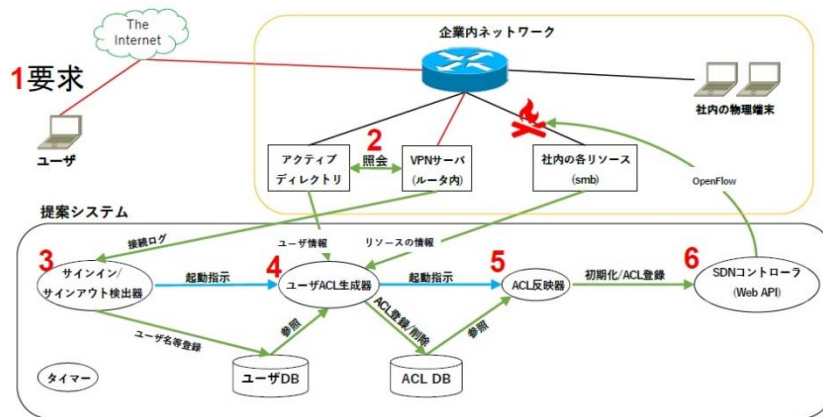 The
Internet
企業内ネットワーク
1要求
社内の物理端末
ユーザ
2
照会
アクティブ
ディレクトリ
VPNサーバ
(ルータ内)
社内の各リソース
(smb)
OpenFlow
提案システム
接続ログ
ユーザ情報
リソースの情報
3
サインイン/
サインアウト検出器
起動指示
4
ユーザACL生成器
起動指示
5
ACL反映器
初期化/ACL登録
6
SDNコントローラ
(Web API)
ユーザ名等登録
参照
ACL登録/削除
参照
タイマー
ユーザDB
ACL DB